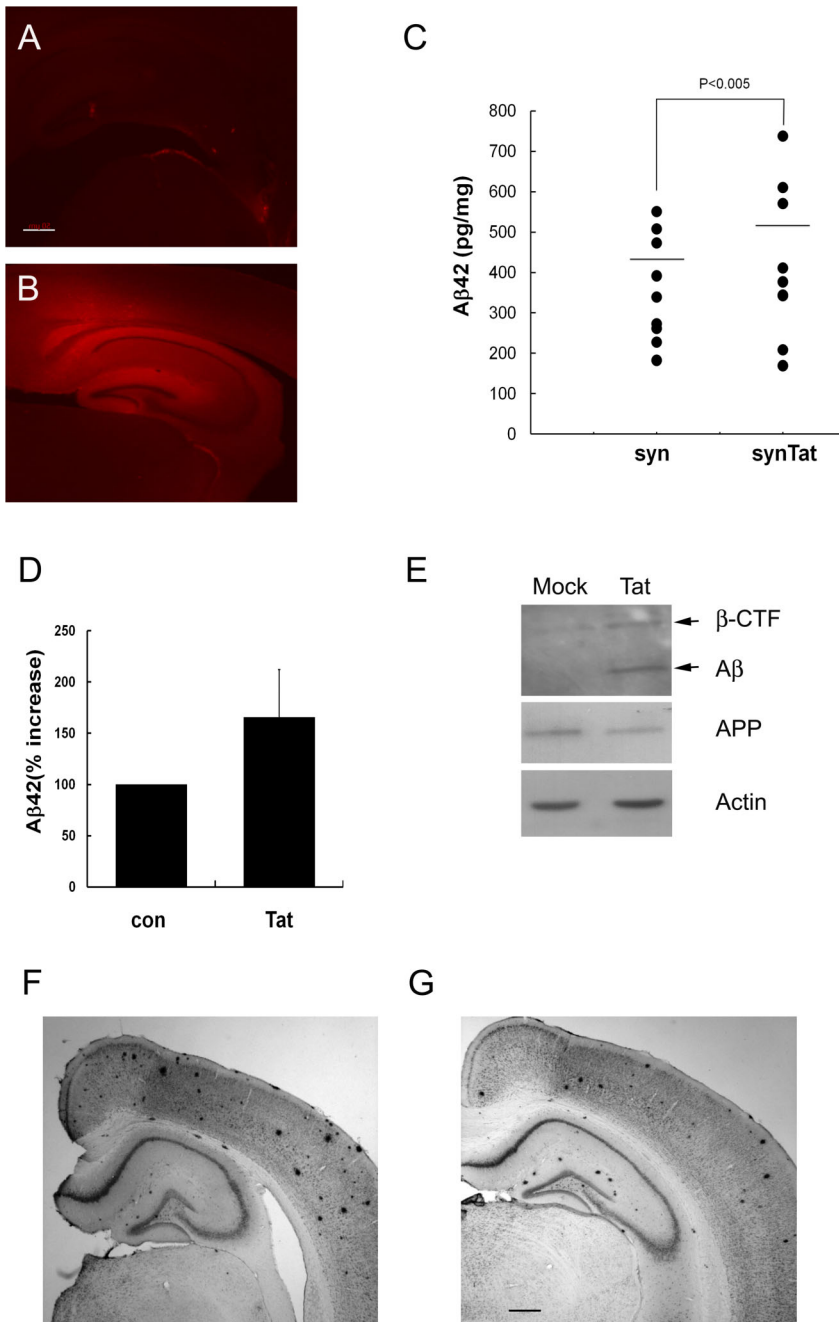 A
B
C
P<0.005
800
700
600
500
400
300
200
100
0
Aβ42 (pg/mg)
syn synTat
D
250
200
150
100
50
0
Aβ42(% increase)
con Tat
E
Mock Tat
β-CTF
Aβ
APP
Actin
F
G